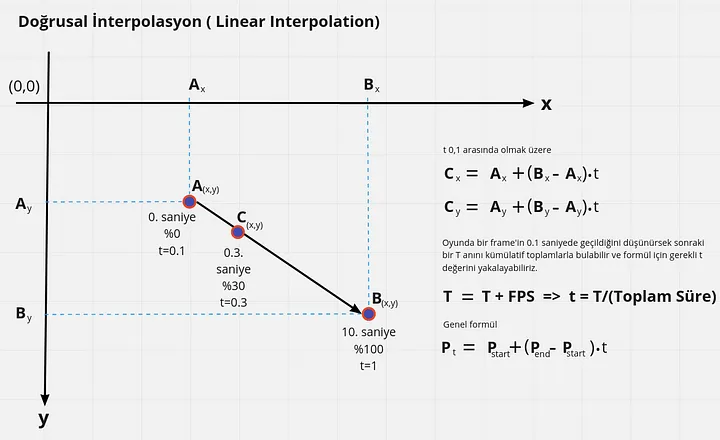 Doğrusal İnterpolasyon ( Linear Interpolation)
(0,0)
Ax
Bx
x
Ay
A(x,y)
0. saniye
%0
t=0.1
C(x,y)
0.3.
saniye
%30
t=0.3
By
B(x,y)
10. saniye
%100
t=1
y
t 0,1 arasında olmak üzere
Cx = Ax +(Bx - Ax).t
Cy = Ay +(By - Ay).t
Oyunda bir frame'in 0.1 saniyede geçildiğini düşünürsek sonraki
bir T anını kümülatif toplamlarla bulabilir ve formül için gerekli t
değerini yakalayabiliriz.
T = T + FPS => t = T/(Toplam Süre)
Genel formül
Pt = Pstart+(Pend- Pstart ).t